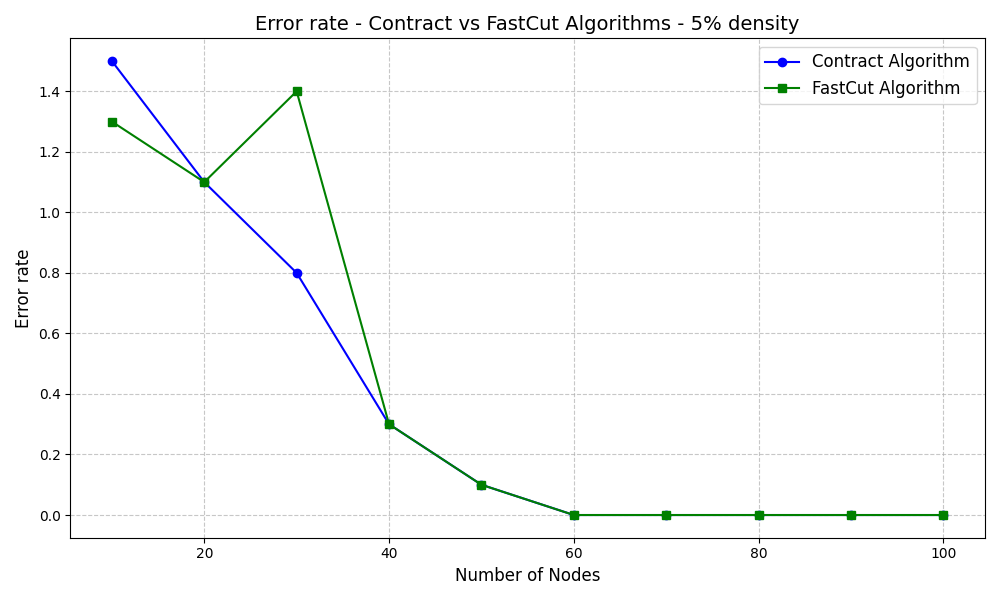 Error rate - Contract vs FastCut Algorithms - 5% density
Contract Algorithm
FastCut Algorithm
Error rate
1.4
1.2
1.0
0.8
0.6
0.4
0.2
0.0
20
40
60
80
100
Number of Nodes